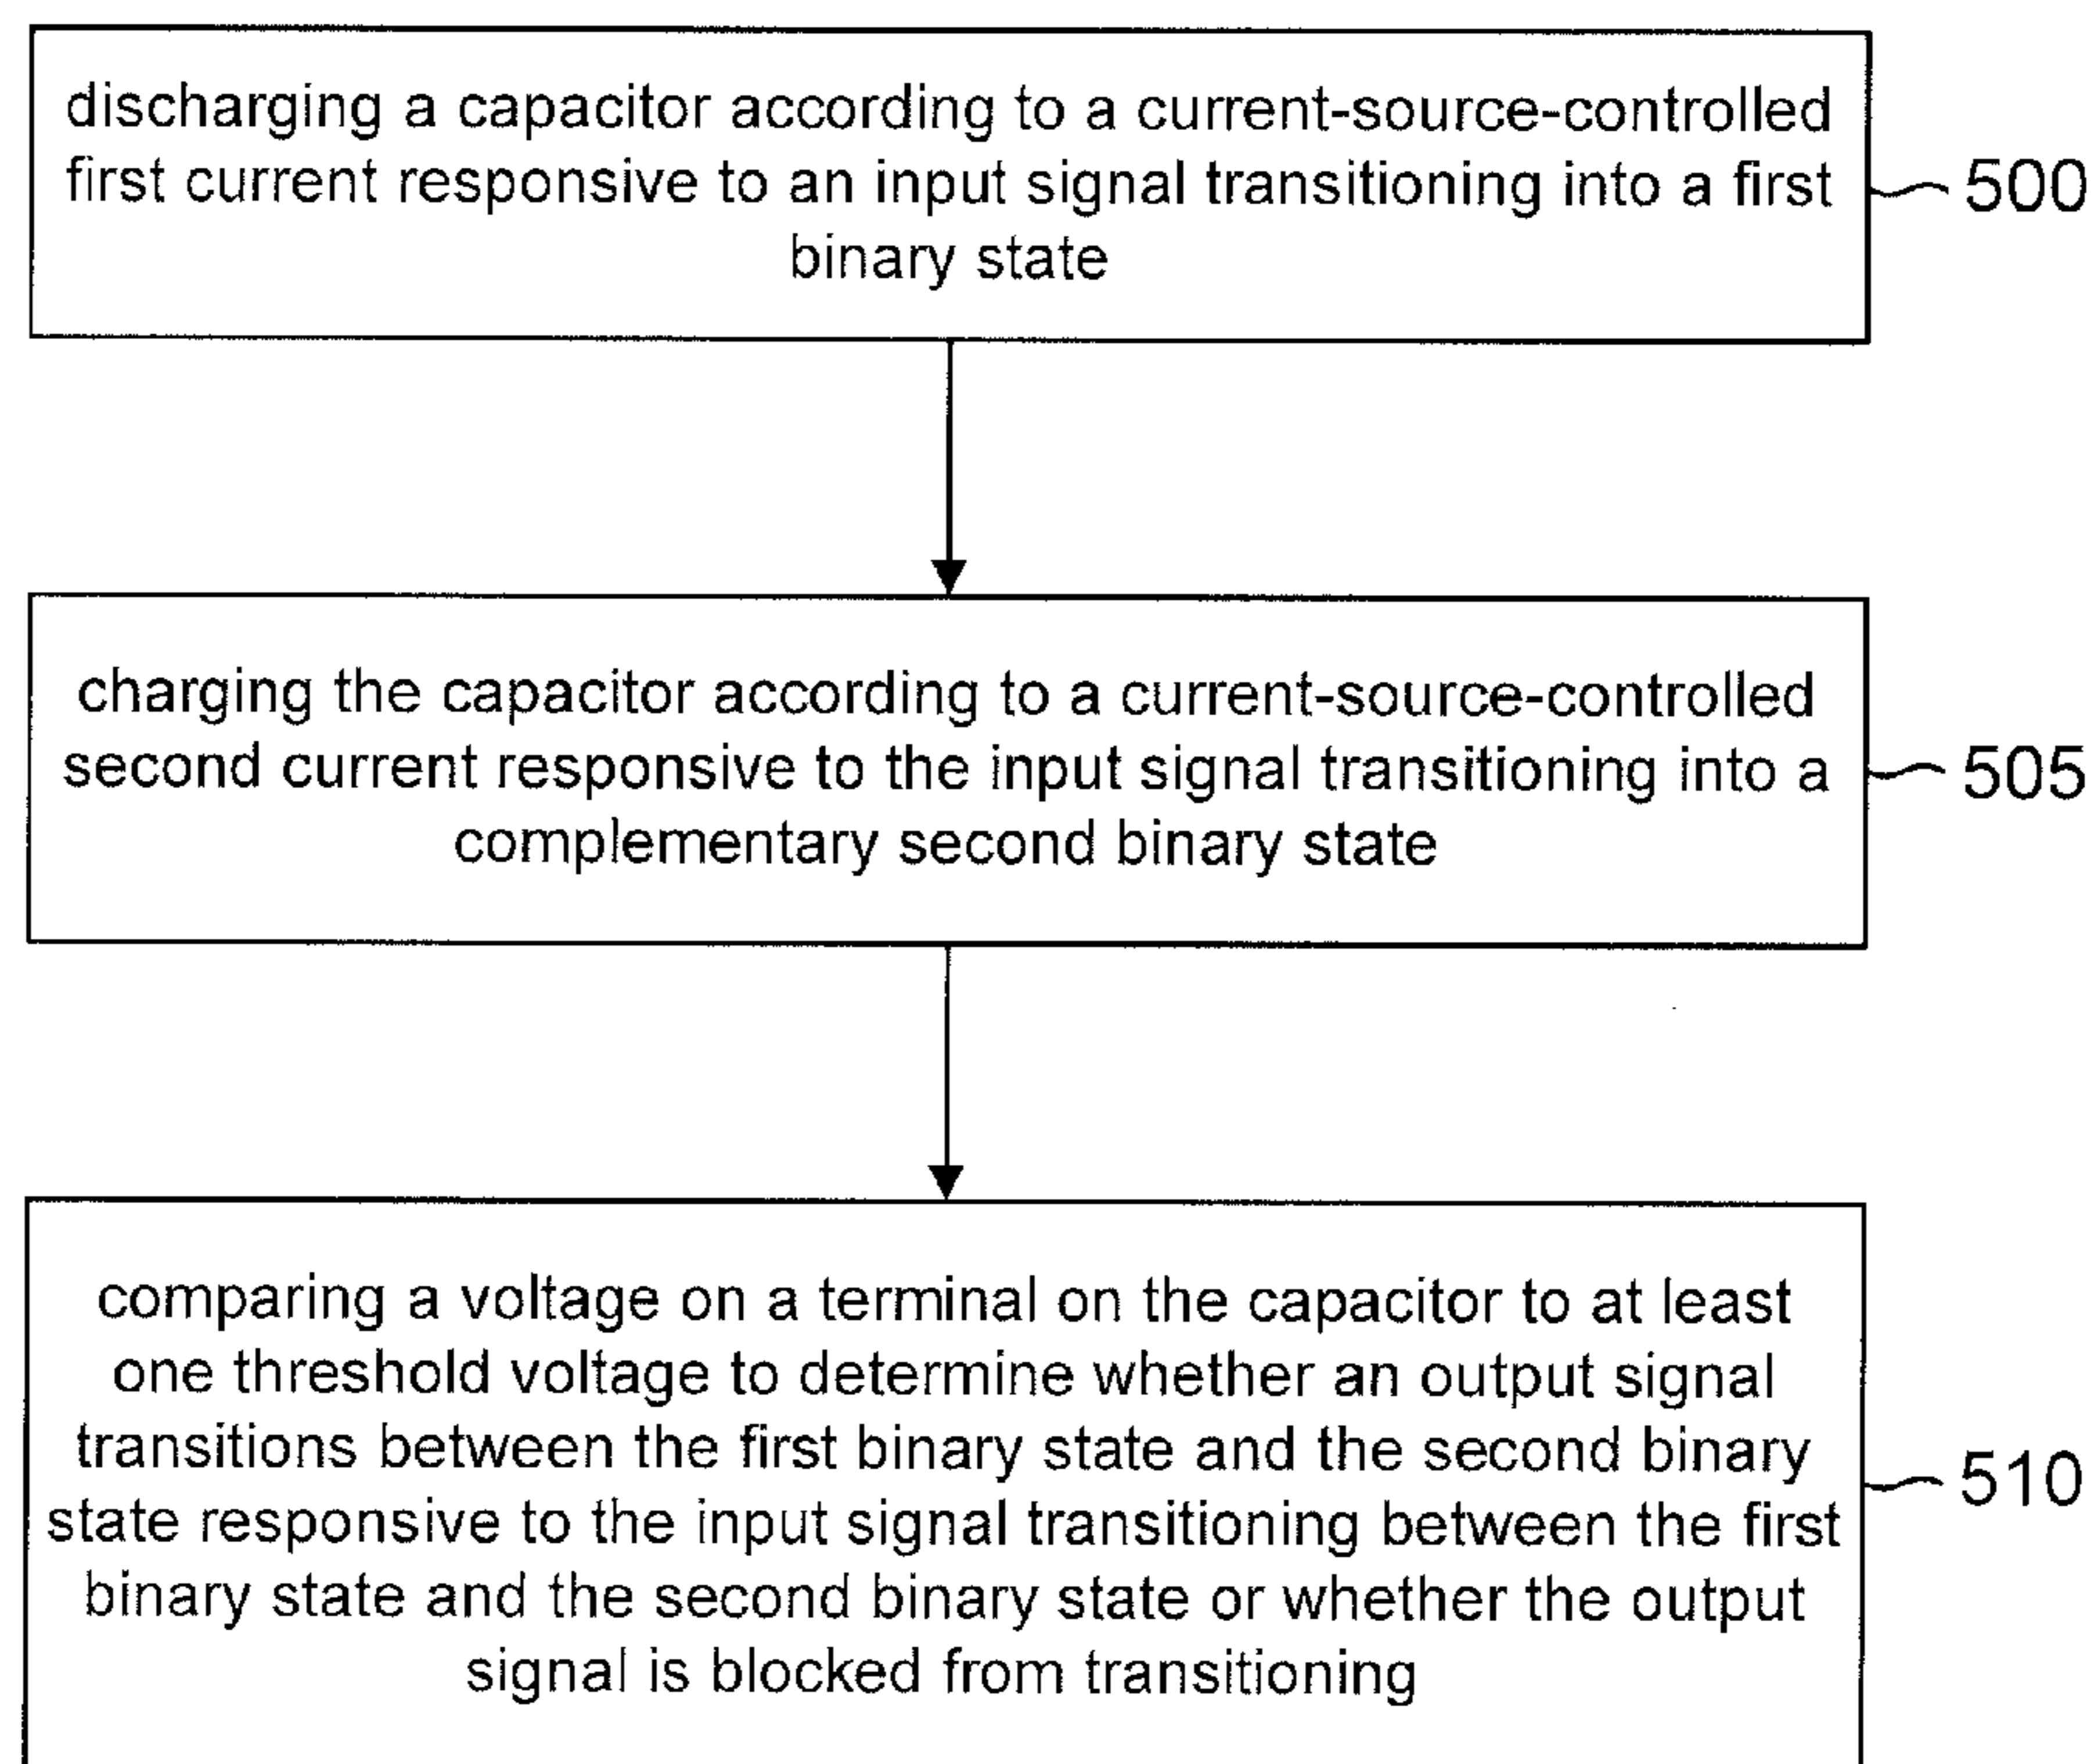 discharging a capacitor according to a current-source-controlled
first current responsive to an input signal transitioning into a first
binary state
500
charging the capacitor according to a current-source-controlled
second current responsive to the input signal transitioning into a
complementary second binary state
505
comparing a voltage on a terminal on the capacitor to at least
one threshold voltage to determine whether an output signal
transitions between the first binary state and the second binary
state responsive to the input signal transitioning between the first
binary state and the second binary state or whether the output
signal is blocked from transitioning
510